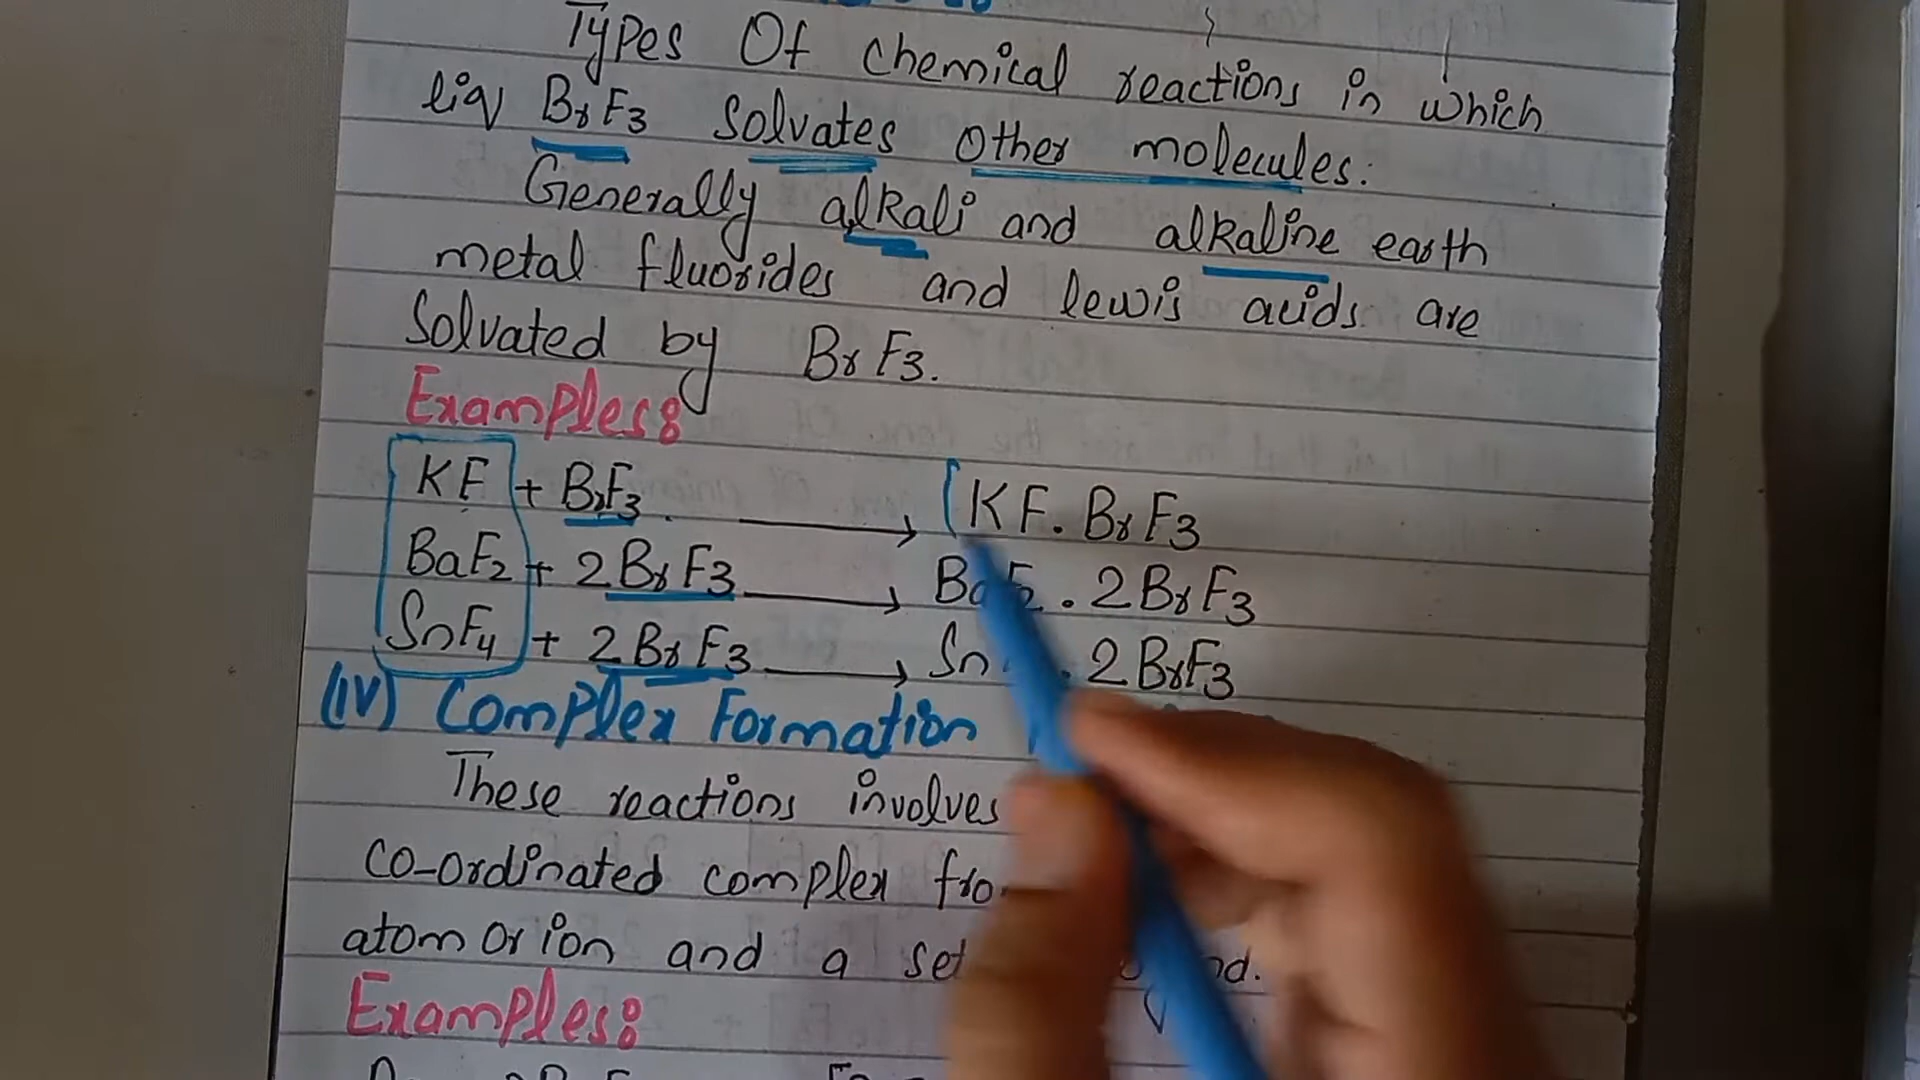 Types Of chemical reactions in which
liq BrF3 Solvates Other molecules:
Generally alkali and alkaline earth
metal fluorides and lewis acids are
Solvated by BrF3.
Examples:
KF + BrF3 → KF. BrF3
BaF2 + 2BrF3 → BaF2 . 2BrF3
SnF4 + 2BrF3 → Sn . 2BrF3
(iv) Complex Formation
These reactions involves
co-ordinated complex fro
atom or ion and a set
Examples: